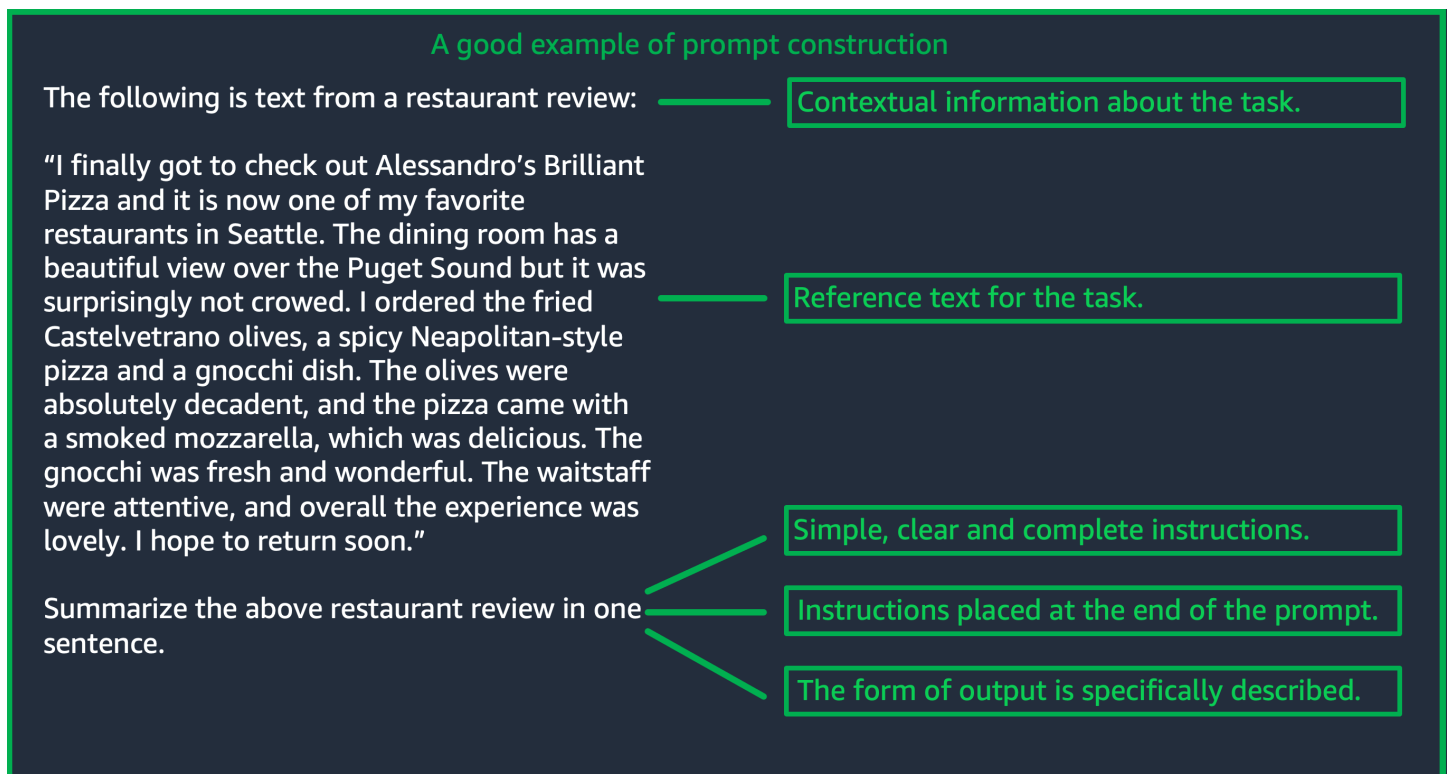 A good example of prompt construction
The following is text from a restaurant review:
Contextual information about the task.
“I finally got to check out Alessandro’s Brilliant
Pizza and it is now one of my favorite
restaurants in Seattle. The dining room has a
beautiful view over the Puget Sound but it was
surprisingly not crowed. I ordered the fried
Castelvetrano olives, a spicy Neapolitan-style
pizza and a gnocchi dish. The olives were
absolutely decadent, and the pizza came with
a smoked mozzarella, which was delicious. The
gnocchi was fresh and wonderful. The waitstaff
were attentive, and overall the experience was
lovely. I hope to return soon.”
Reference text for the task.
Summarize the above restaurant review in one
sentence.
Simple, clear and complete instructions.
Instructions placed at the end of the prompt.
The form of output is specifically described.